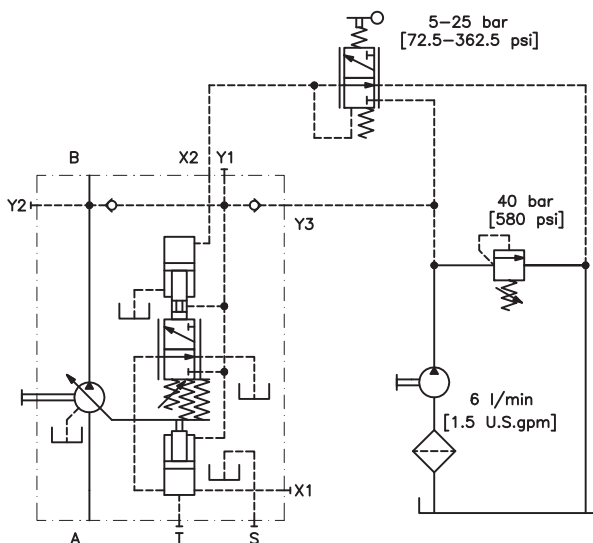 5-25 bar
[72.5-362.5 psi]
B
X2
Y1
Y2
Y3
40 bar
[580 psi]
6 l/min
[1.5 U.S.gpm]
X1
A
T
S